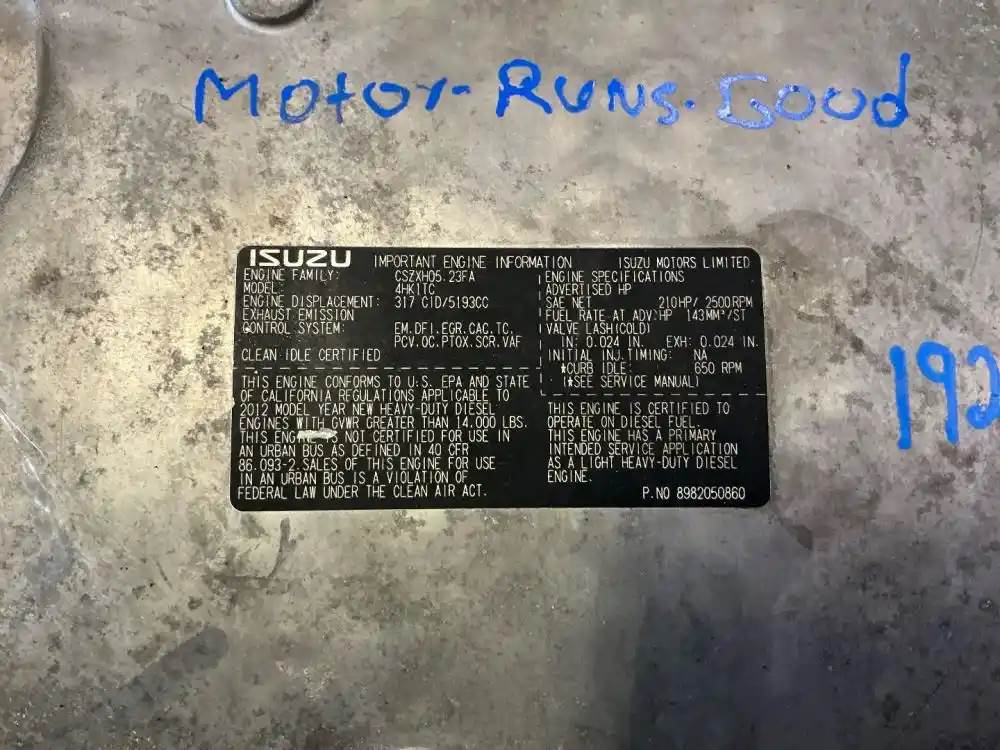 Motor-Runs.Good
ISUZU IMPORTANT ENGINE INFORMATION ISUZU MOTORS LIMITED
ENGINE FAMILY: CSZXH05.23FA
MODEL: 4HK1TC
ENGINE DISPLACEMENT: 317 CID/5193CC
EXHAUST EMISSION
CONTROL SYSTEM: EM.DFI.EGR.CAC.TC.
PCV.OC.PTOX.SCR.VAF
CLEAN IDLE CERTIFIED
ENGINE SPECIFICATIONS
ADVERTISED HP
SAE NET 210HP/2500RPM
FUEL RATE AT ADV.HP 143MM³/ST
VALVE LASH(COLD)
IN: 0.024 IN. EXH: 0.024 IN.
INITIAL INJ.TIMING: NA
*CURB IDLE: 650 RPM
(*SEE SERVICE MANUAL)
THIS ENGINE CONFORMS TO U.S. EPA AND STATE
OF CALIFORNIA REGULATIONS APPLICABLE TO
2012 MODEL YEAR NEW HEAVY-DUTY DIESEL
ENGINES WITH GVWR GREATER THAN 14.000 LBS.
THIS ENG S NOT CERTIFIED FOR USE IN
AN URBAN BUS AS DEFINED IN 40 CFR
86.093-2.SALES OF THIS ENGINE FOR USE
IN AN URBAN BUS IS A VIOLATION OF
FEDERAL LAW UNDER THE CLEAN AIR ACT.
THIS ENGINE IS CERTIFIED TO
OPERATE ON DIESEL FUEL.
THIS ENGINE HAS A PRIMARY
INTENDED SERVICE APPLICATION
AS A LIGHT HEAVY-DUTY DIESEL
ENGINE.
P.NO 8982050860
192